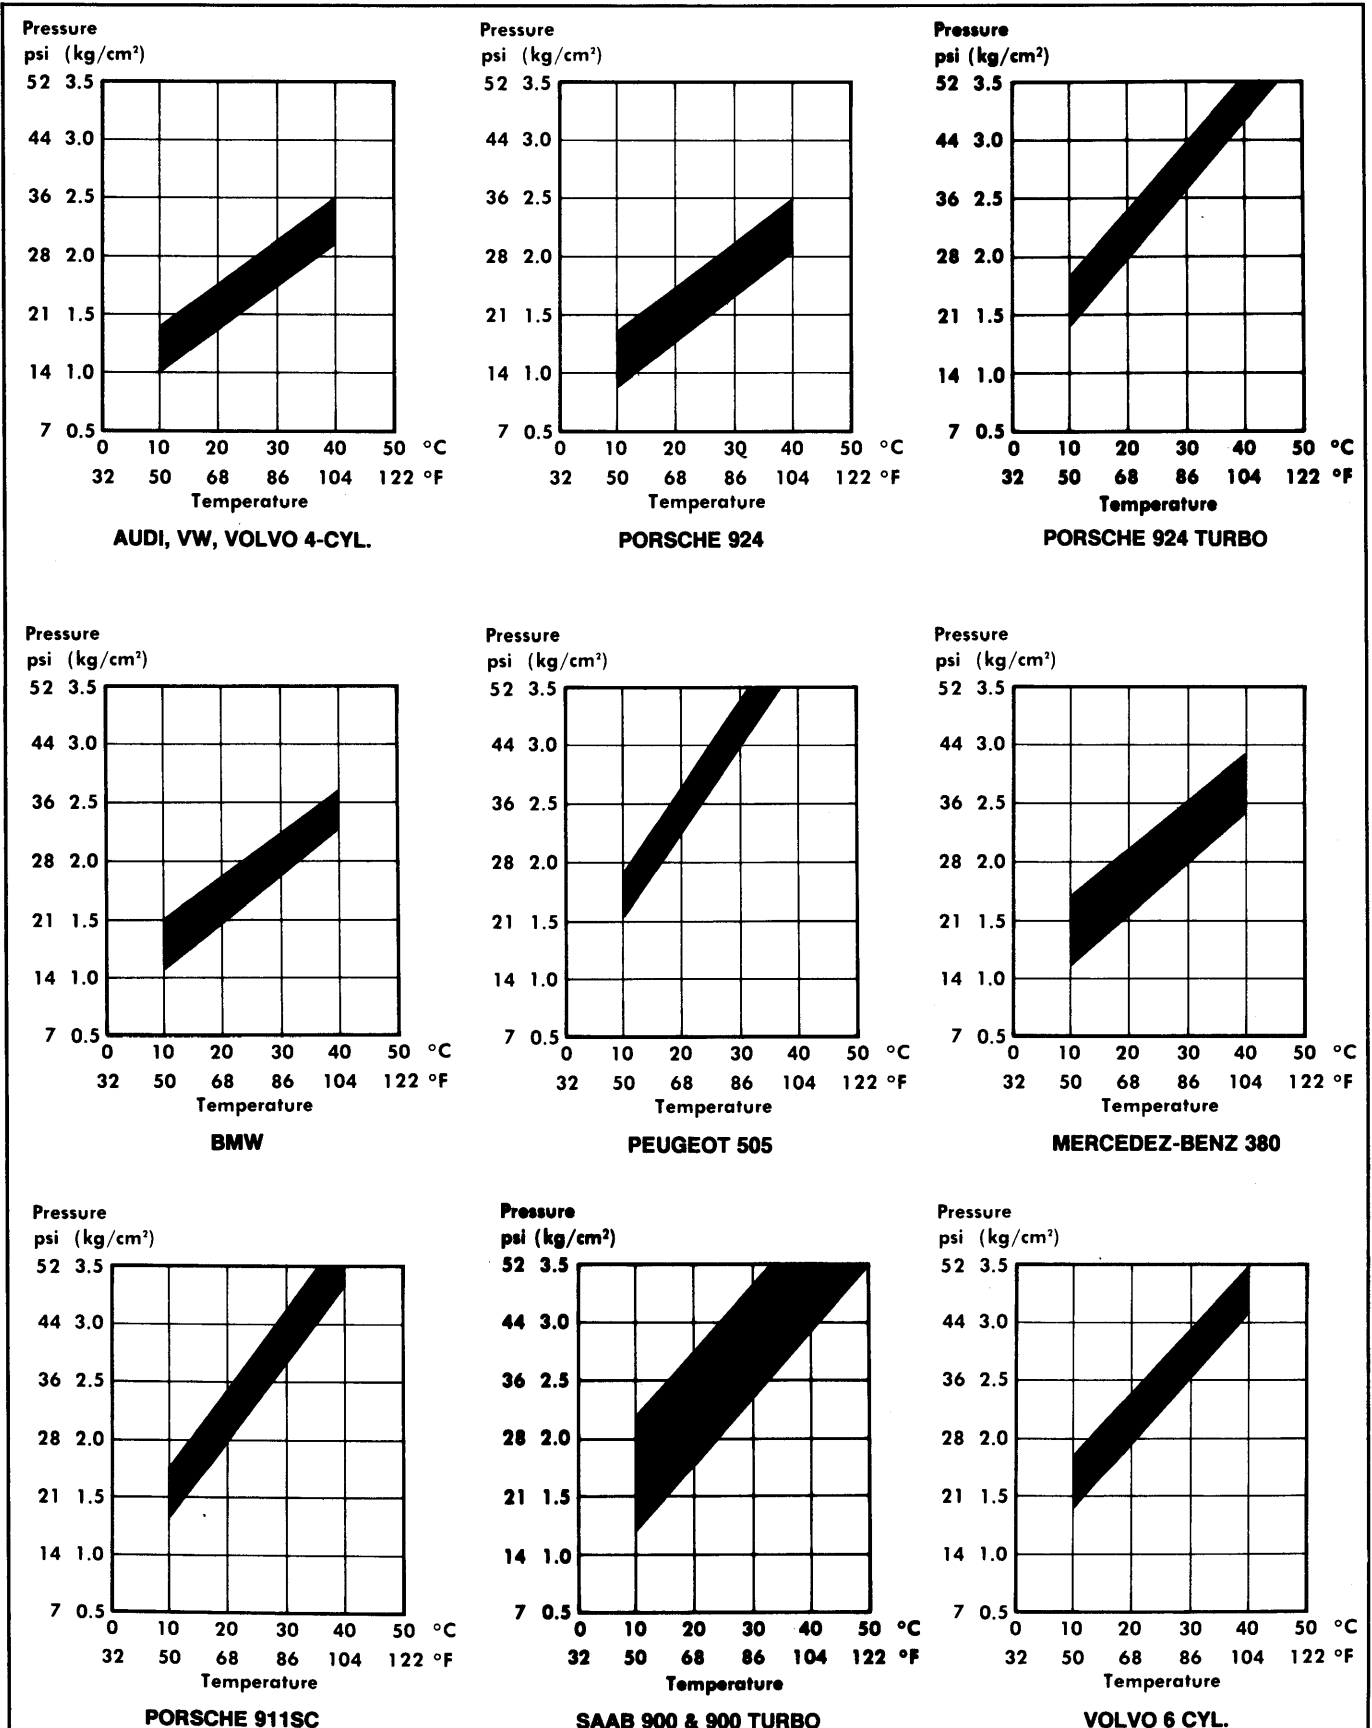 Pressure
psi (kg/cm²)
52 3.5
44 3.0
36 2.5
28 2.0
21 1.5
14 1.0
7 0.5
0 10 20 30 40 50 °C
32 50 68 86 104 122 °F
Temperature
AUDI, VW, VOLVO 4-CYL.
Pressure
psi (kg/cm²)
52 3.5
44 3.0
36 2.5
28 2.0
21 1.5
14 1.0
7 0.5
0 10 20 30 40 50 °C
32 50 68 86 104 122 °F
Temperature
PORSCHE 924
Pressure
psi (kg/cm²)
52 3.5
44 3.0
36 2.5
28 2.0
21 1.5
14 1.0
7 0.5
0 10 20 30 40 50 °C
32 50 68 86 104 122 °F
Temperature
PORSCHE 924 TURBO
Pressure
psi (kg/cm²)
52 3.5
44 3.0
36 2.5
28 2.0
21 1.5
14 1.0
7 0.5
0 10 20 30 40 50 °C
32 50 68 86 104 122 °F
Temperature
BMW
Pressure
psi (kg/cm²)
52 3.5
44 3.0
36 2.5
28 2.0
21 1.5
14 1.0
7 0.5
0 10 20 30 40 50 °C
32 50 68 86 104 122 °F
Temperature
PEUGEOT 505
Pressure
psi (kg/cm²)
52 3.5
44 3.0
36 2.5
28 2.0
21 1.5
14 1.0
7 0.5
0 10 20 30 40 50 °C
32 50 68 86 104 122 °F
Temperature
MERCEDEZ-BENZ 380
Pressure
psi (kg/cm²)
52 3.5
44 3.0
36 2.5
28 2.0
21 1.5
14 1.0
7 0.5
0 10 20 30 40 50 °C
32 50 68 86 104 122 °F
Temperature
PORSCHE 911SC
Pressure
psi (kg/cm²)
52 3.5
44 3.0
36 2.5
28 2.0
21 1.5
14 1.0
7 0.5
0 10 20 30 40 50 °C
32 50 68 86 104 122 °F
Temperature
SAAB 900 & 900 TURBO
Pressure
psi (kg/cm²)
52 3.5
44 3.0
36 2.5
28 2.0
21 1.5
14 1.0
7 0.5
0 10 20 30 40 50 °C
32 50 68 86 104 122 °F
Temperature
VOLVO 6 CYL.